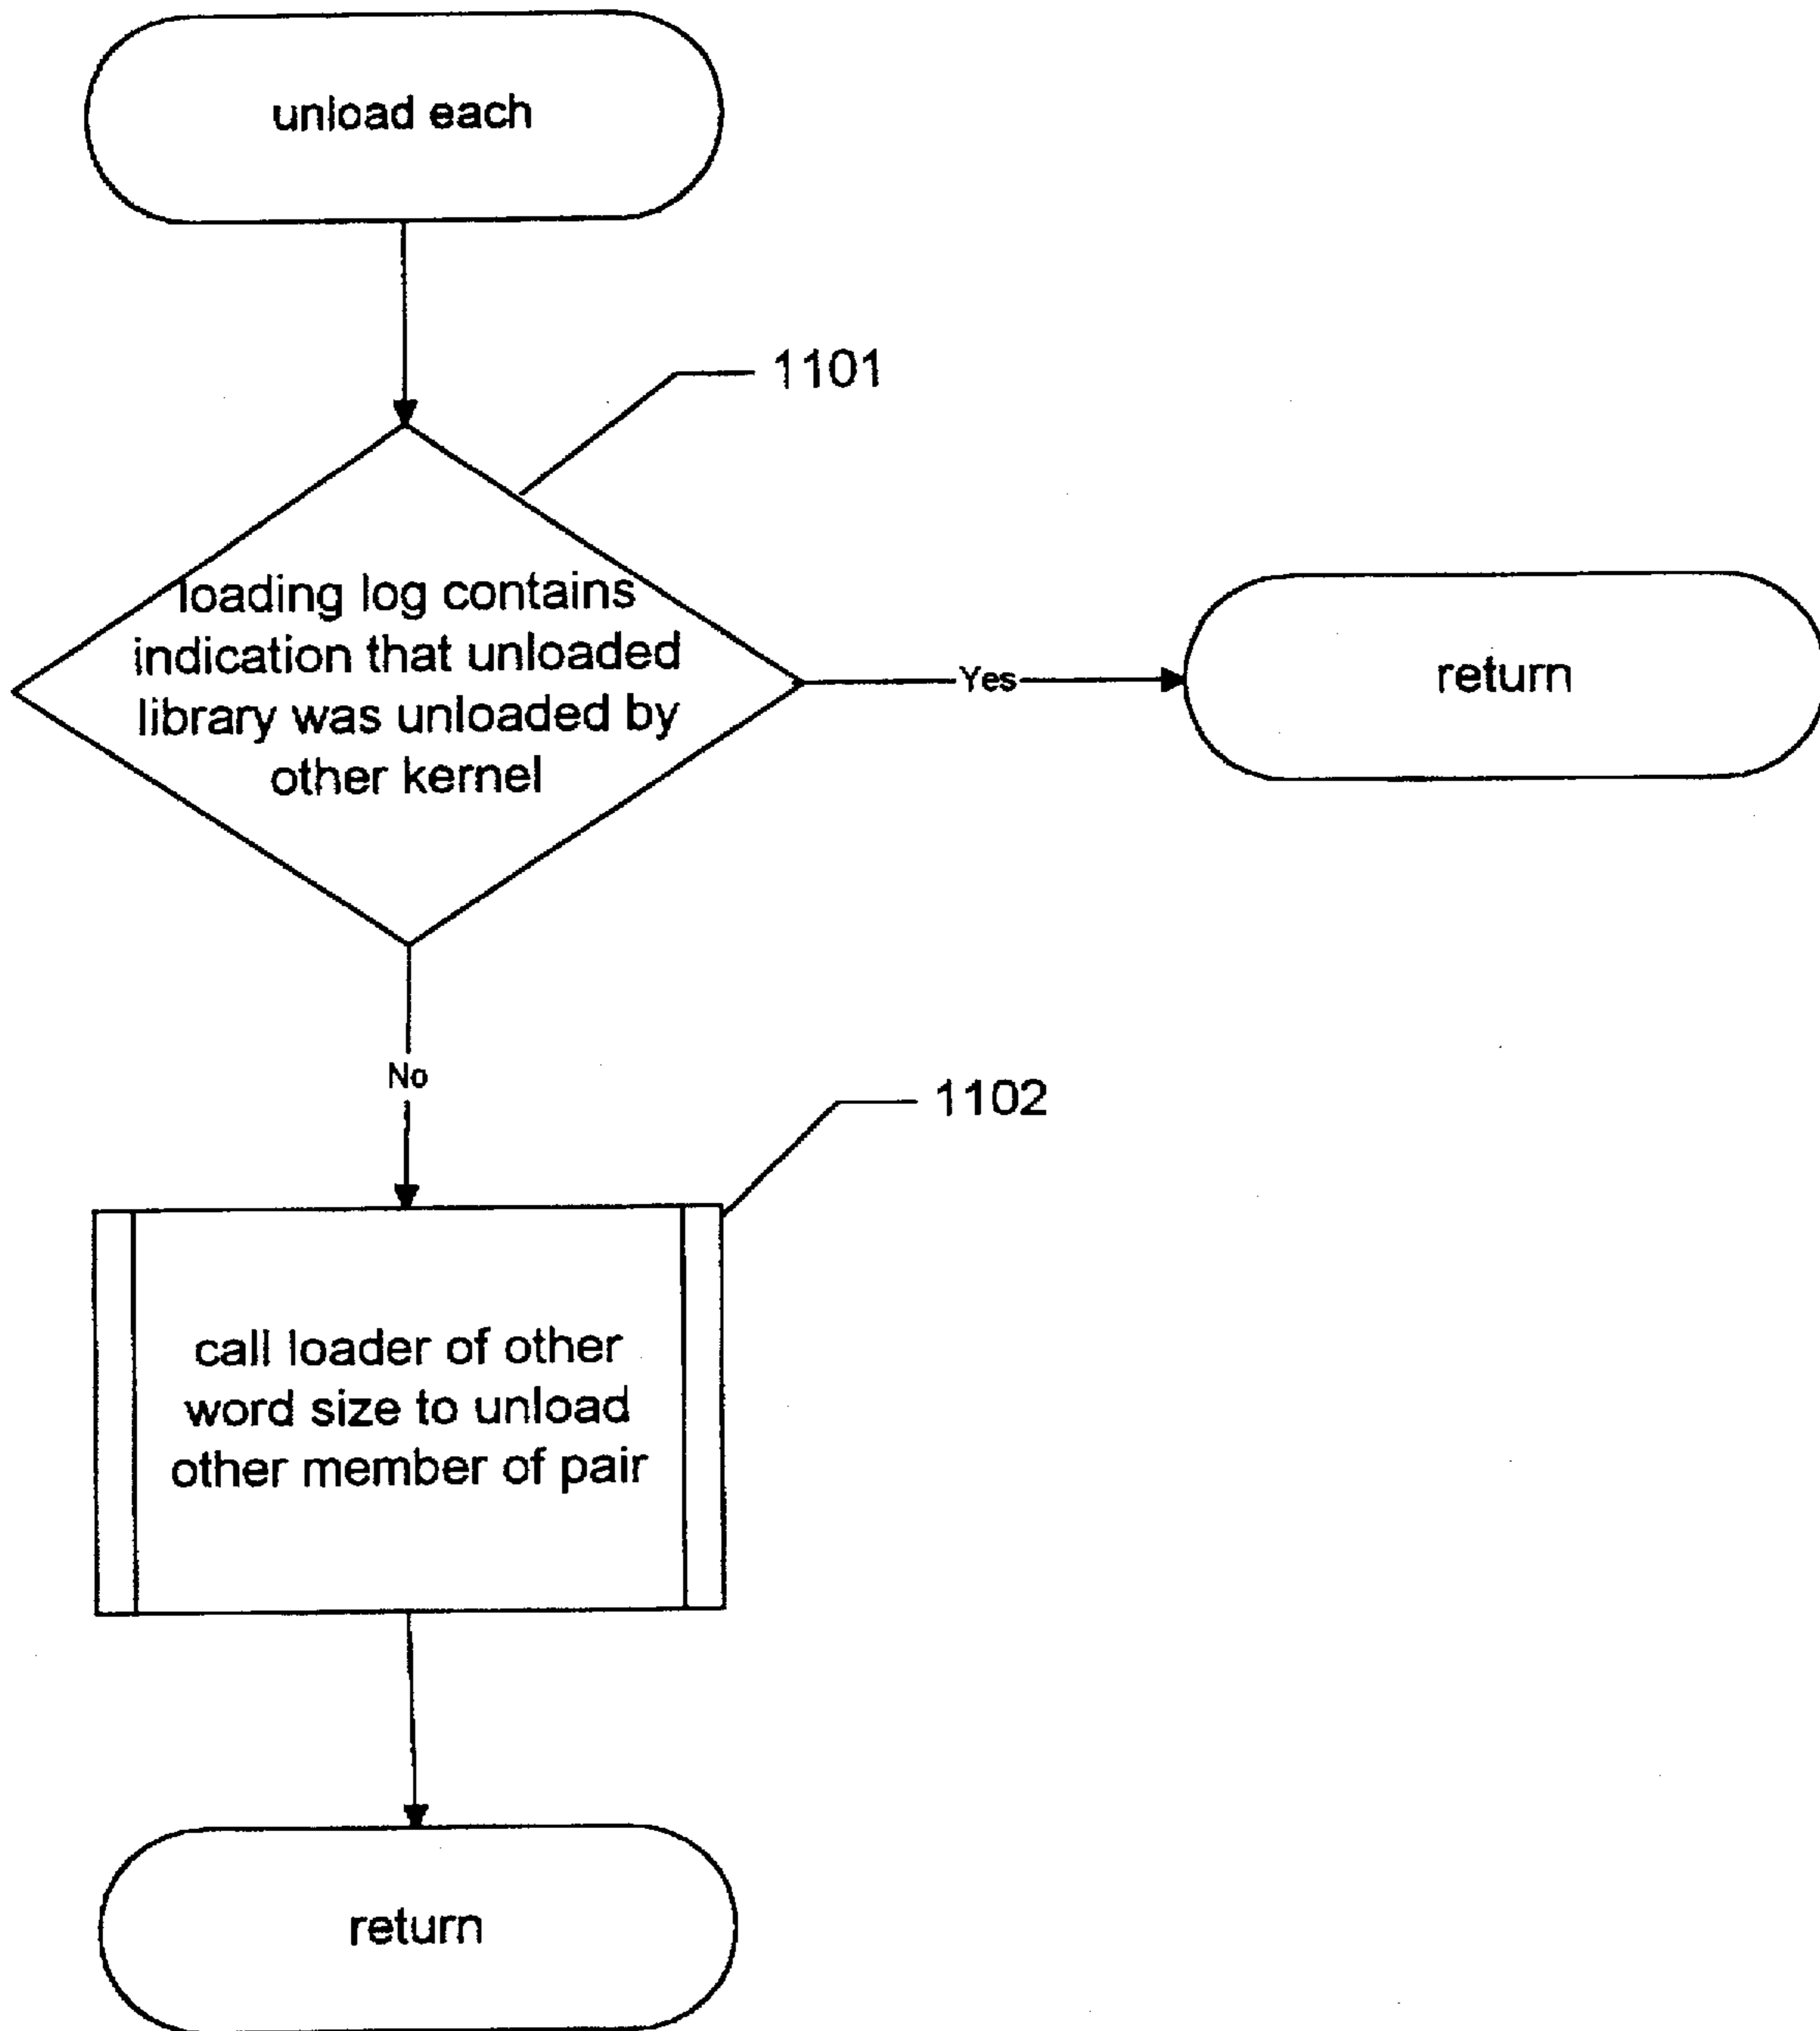 unload each
1101
loading log contains
indication that unloaded
library was unloaded by
other kernel
Yes
return
No
1102
call loader of other
word size to unload
other member of pair
return